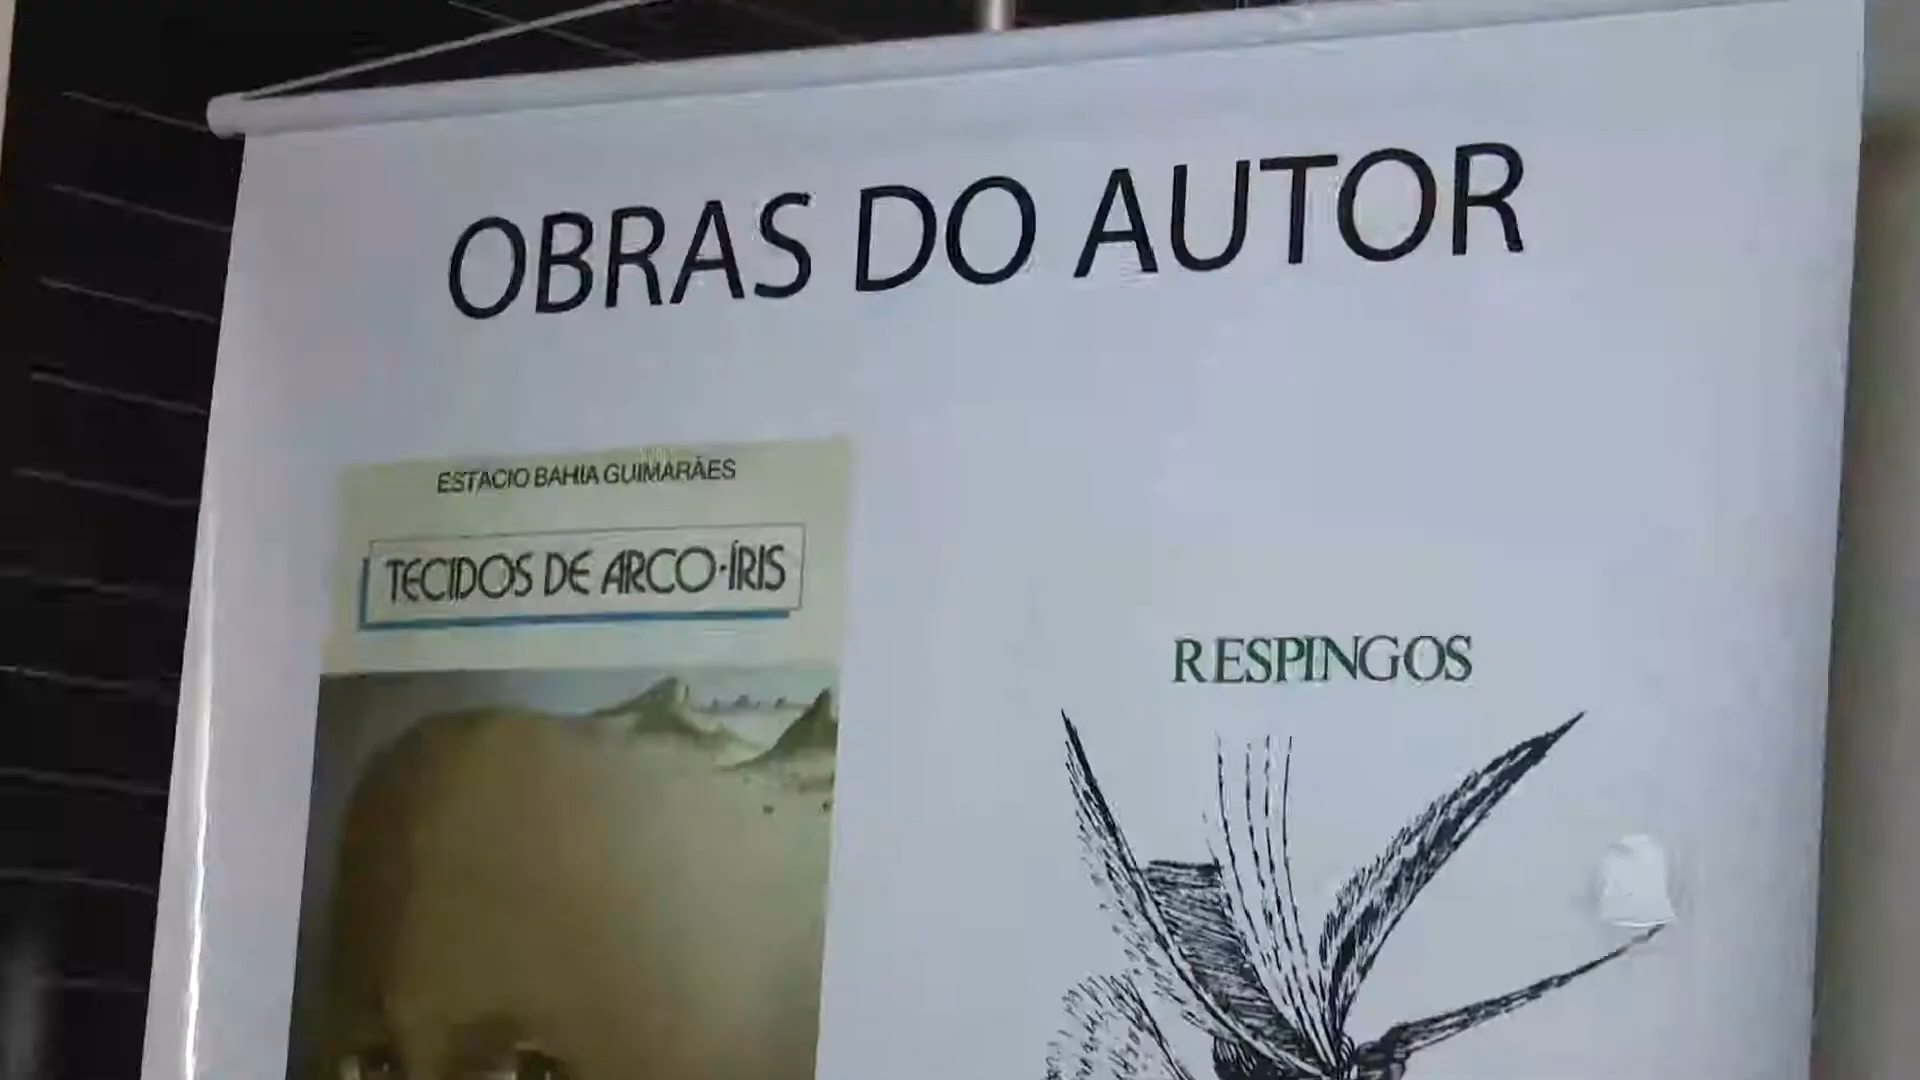 OBRAS DO AUTOR
ESTACIO BAHIA GUIMARÃES
TECIDOS DE ARCO-ÍRIS
RESPINGOS